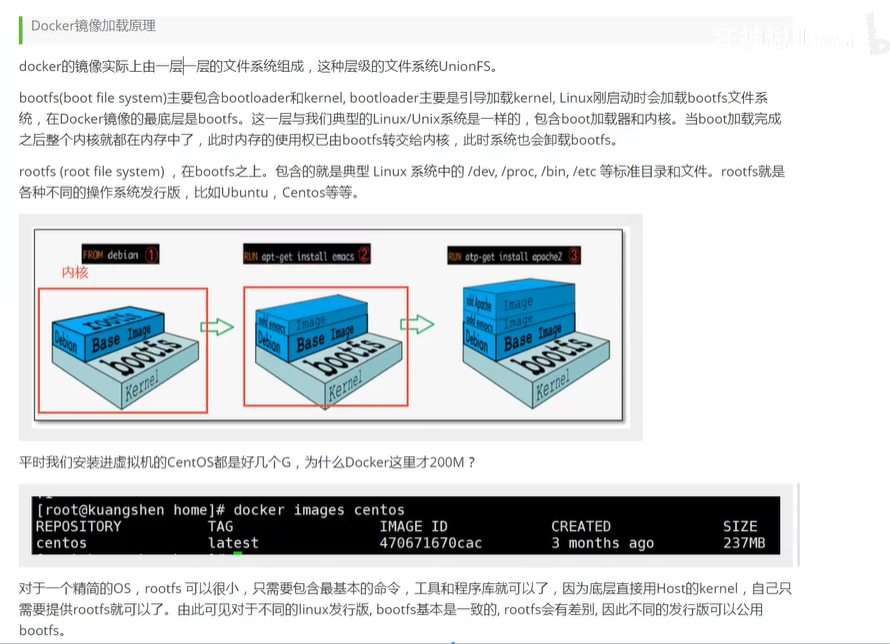 Docker镜像加载原理
docker的镜像实际上由一层一层的文件系统组成，这种层级的文件系统UnionFS。
bootfs(boot file system)主要包含bootloader和kernel, bootloader主要是引导加载kernel, Linux刚启动时会加载bootfs文件系
统，在Docker镜像的最底层是bootfs。这一层与我们典型的Linux/Unix系统是一样的，包含boot加载器和内核。当boot加载完成
之后整个内核就都在内存中了，此时内存的使用权已由bootfs转交给内核，此时系统也会卸载bootfs。
rootfs (root file system) ，在bootfs之上。包含的就是典型 Linux 系统中的 /dev, /proc, /bin, /etc 等标准目录和文件。rootfs就是
各种不同的操作系统发行版，比如Ubuntu，Centos等等。
FROM debian ①
RUN apt-get install emacs ②
RUN atp-get install apache2 ③
内核
rootfs
Debian
Base Image
bootfs
Kernel
add emacs
Image
Debian
Base Image
bootfs
Kernel
add Apache
Image
add emacs
Image
Debian
Base Image
bootfs
Kernel
平时我们安装进虚拟机的CentOS都是好几个G，为什么Docker这里才200M？
[root@kuangshen home]# docker images centos
REPOSITORY TAG IMAGE ID CREATED SIZE
centos latest 470671670cac 3 months ago 237MB
对于一个精简的OS，rootfs 可以很小，只需要包含最基本的命令，工具和程序库就可以了，因为底层直接用Host的kernel，自己只
需要提供rootfs就可以了。由此可见对于不同的linux发行版, bootfs基本是一致的, rootfs会有差别, 因此不同的发行版可以公用
bootfs。